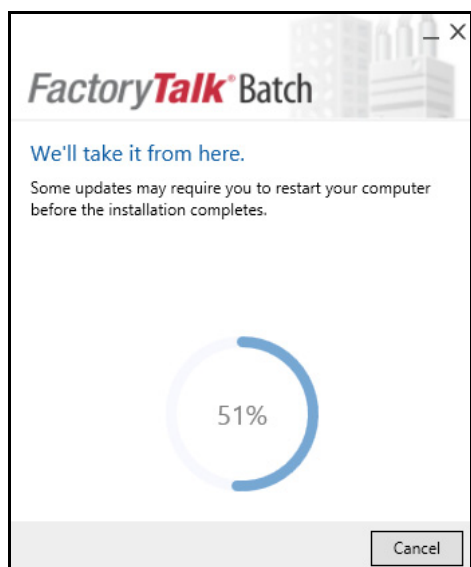 FactoryTalk® Batch
We'll take it from here.
Some updates may require you to restart your computer
before the installation completes.
51%
Cancel